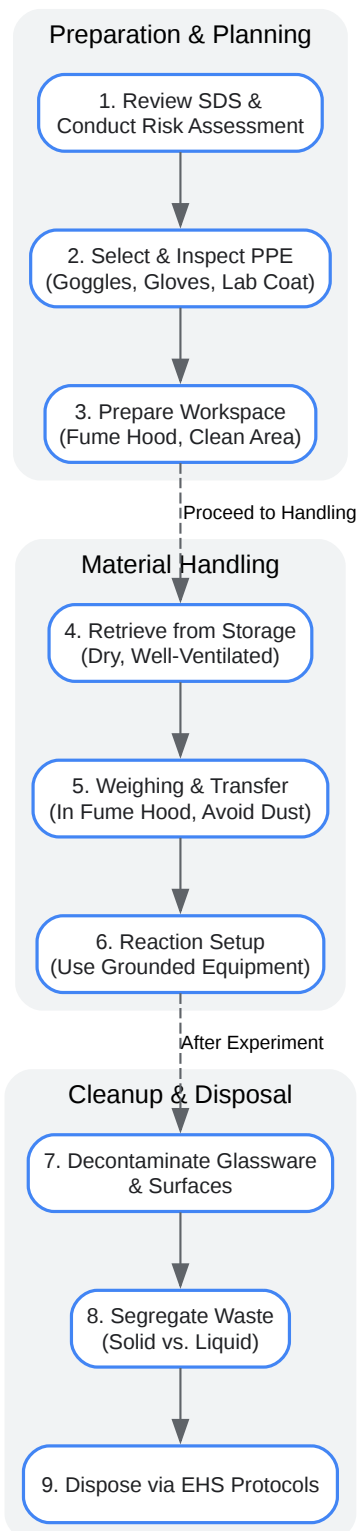 Preparation & Planning
1. Review SDS &
Conduct Risk Assessment
2. Select & Inspect PPE
(Goggles, Gloves, Lab Coat)
3. Prepare Workspace
(Fume Hood, Clean Area)
Proceed to Handling
Material Handling
4. Retrieve from Storage
(Dry, Well-Ventilated)
5. Weighing & Transfer
(In Fume Hood, Avoid Dust)
6. Reaction Setup
(Use Grounded Equipment)
After Experiment
Cleanup & Disposal
7. Decontaminate Glassware
& Surfaces
8. Segregate Waste
(Solid vs. Liquid)
9. Dispose via EHS Protocols